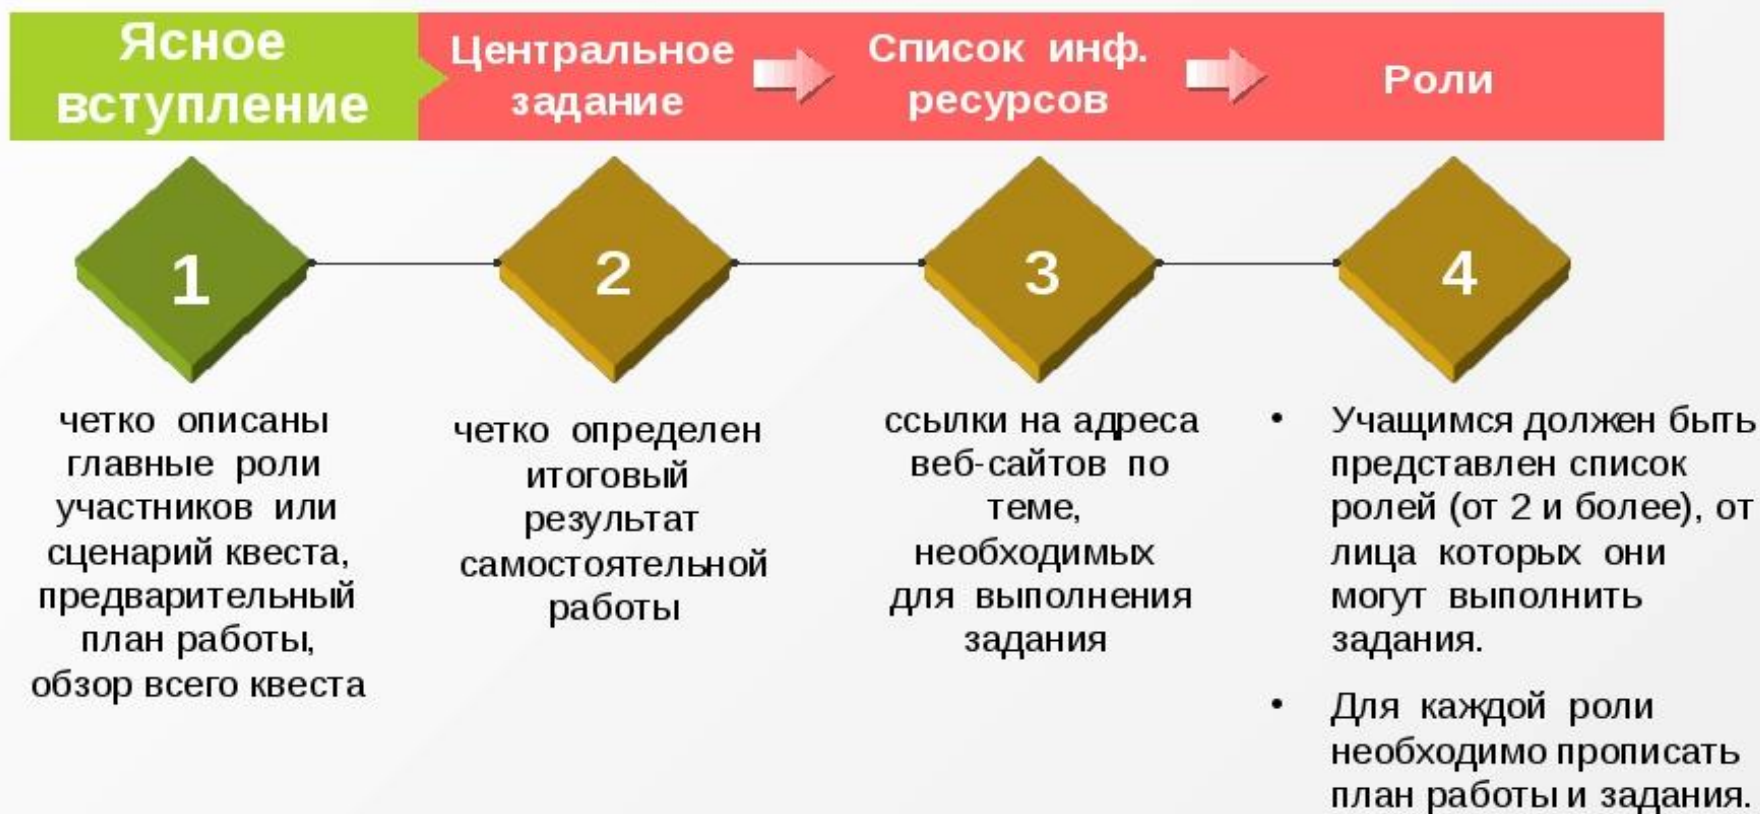 Ясное
вступление
Центральное
задание
Список инф.
ресурсов
Роли
1
2
3
4
четко описаны
главные роли
участников или
сценарий квеста,
предварительный
план работы,
обзор всего квеста
четко определен
итоговый
результат
самостоятельной
работы
ссылки на адреса
веб-сайтов по
теме,
необходимых
для выполнения
задания
• Учащимся должен быть
представлен список
ролей (от 2 и более), от
лица которых они
могут выполнить
задания.
• Для каждой роли
необходимо прописать
план работы и задания.